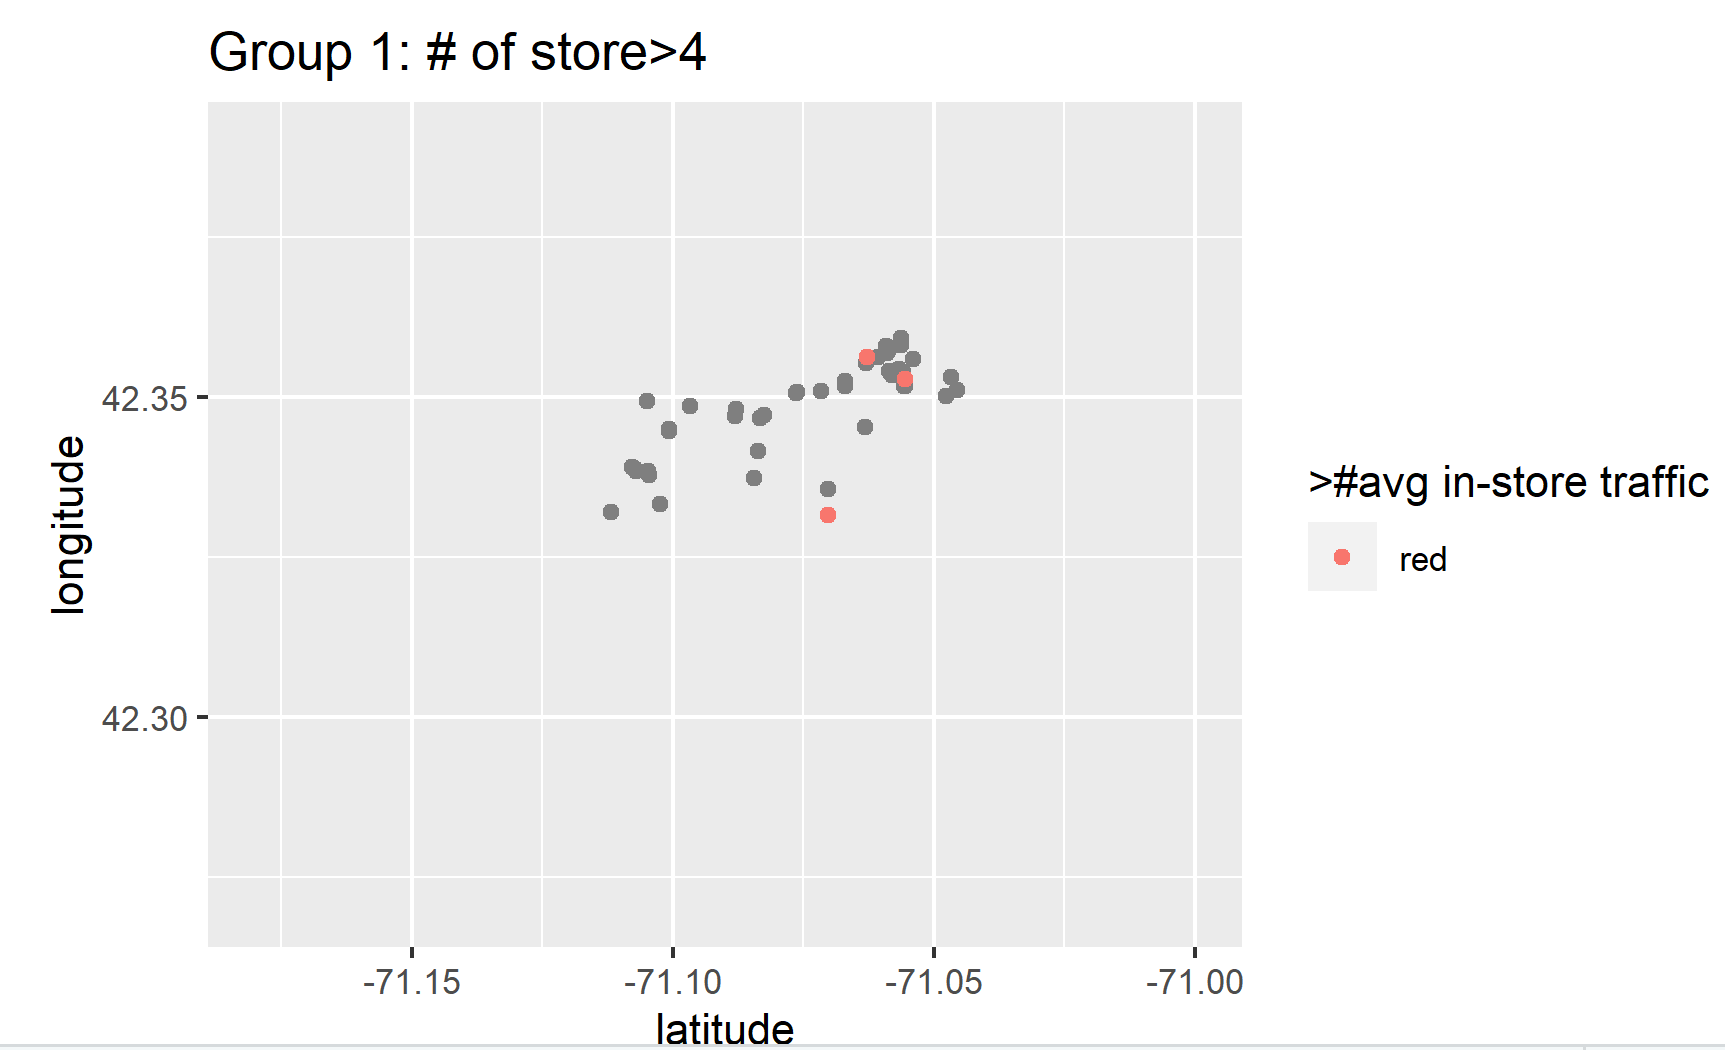 Group 1: # of store>4
longitude
42.35
42.30
-71.15
-71.10
-71.05
-71.00
latitude
>#avg in-store traffic
red